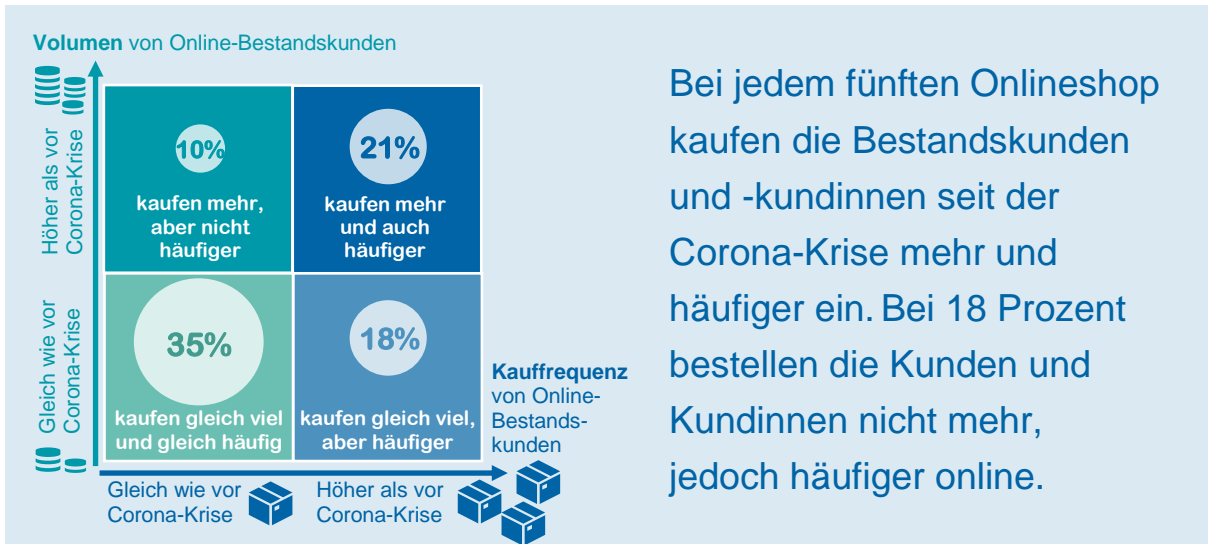 Volumen von Online-Bestandskunden
Höher als vor
Corona-Krise
10%
kaufen mehr,
aber nicht
häufiger
21%
kaufen mehr
und auch
häufiger
Gleich wie vor
Corona-Krise
35%
kaufen gleich viel
und gleich häufig
18%
kaufen gleich viel,
aber häufiger
Kauffrequenz
von Online-
Bestands-
kunden
Gleich wie vor
Corona-Krise
Höher als vor
Corona-Krise
Bei jedem fünften Onlineshop
kaufen die Bestandskunden
und -kundinnen seit der
Corona-Krise mehr und
häufiger ein. Bei 18 Prozent
bestellen die Kunden und
Kundinnen nicht mehr,
jedoch häufiger online.